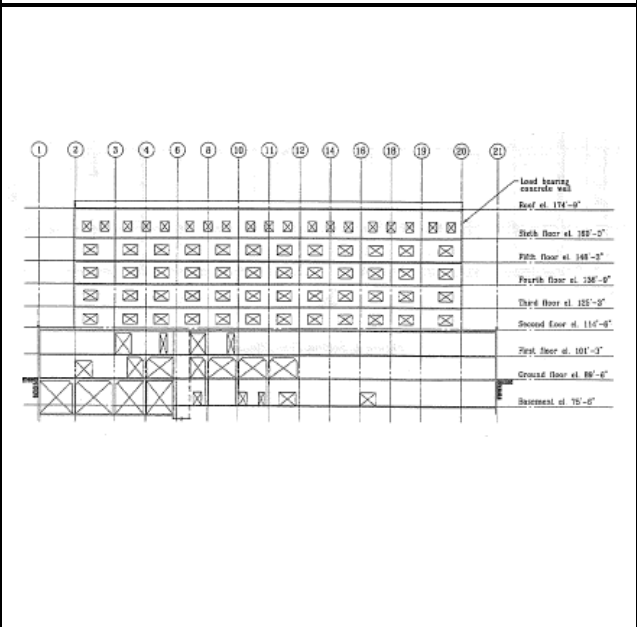 1 2 3 4 6 8 10 11 12 14 16 18 19 20 21
Load bearing
concrete wall
Roof el. 174'-9"
Sixth floor el. 160'-0"
Fifth floor el. 148'-3"
Fourth floor el. 136'-9"
Third floor el. 125'-3"
Second floor el. 114'-6"
First floor el. 101'-3"
Ground floor el. 89'-6"
Basement el. 75'-6"